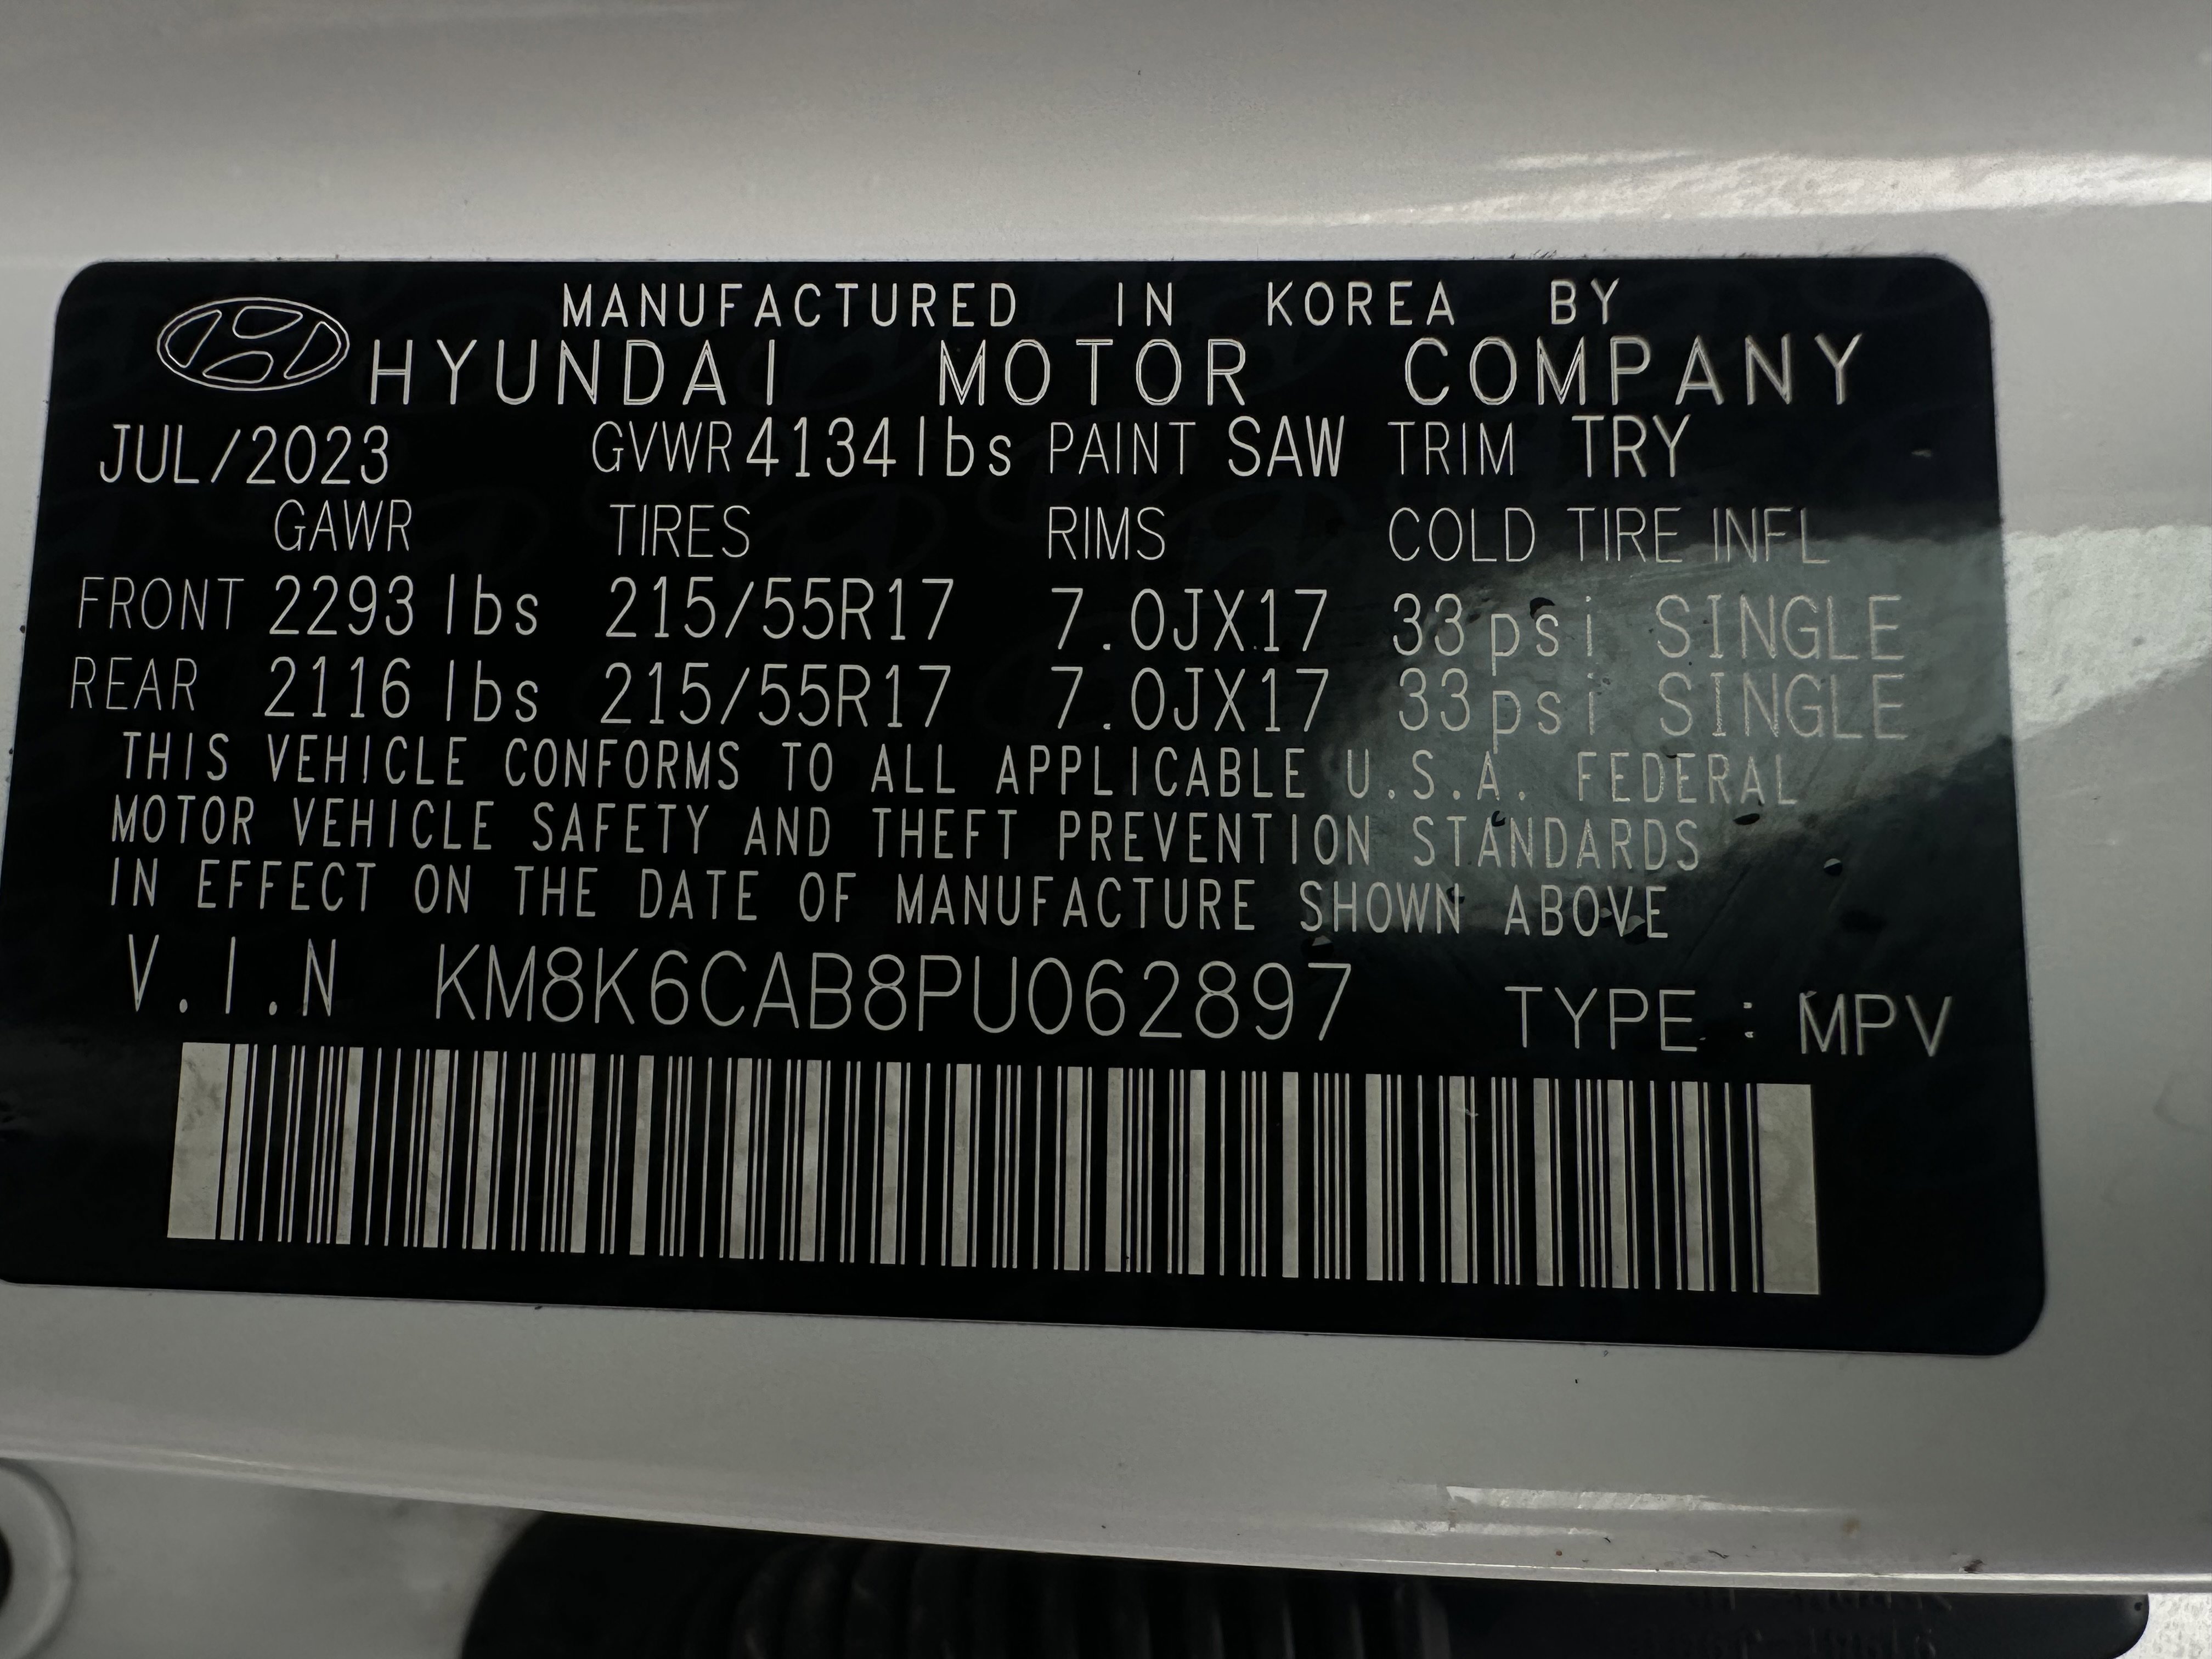 MANUFACTURED IN KOREA BY
HYUNDAI MOTOR COMPANY
JUL/2023 GVWR 4134 lbs PAINT SAW TRIM TRY
GAWR TIRES RIMS COLD TIRE INFL
FRONT 2293 lbs 215/55R17 7.0JX17 33 psi SINGLE
REAR 2116 lbs 215/55R17 7.0JX17 33 psi SINGLE
THIS VEHICLE CONFORMS TO ALL APPLICABLE U.S.A. FEDERAL
MOTOR VEHICLE SAFETY AND THEFT PREVENTION STANDARDS
IN EFFECT ON THE DATE OF MANUFACTURE SHOWN ABOVE
V.I.N KM8K6CAB8PU062897 TYPE : MPV